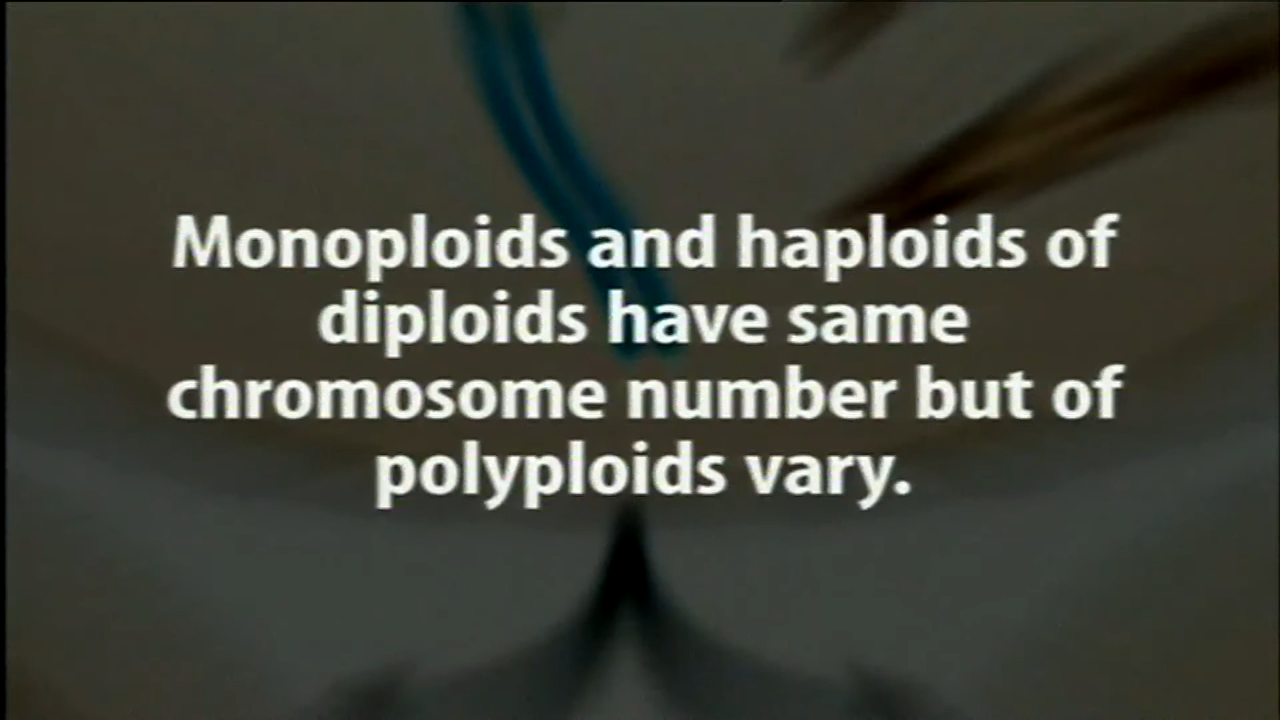 Monoploids and haploids of
diploids have same
chromosome number but of
polyploids vary.